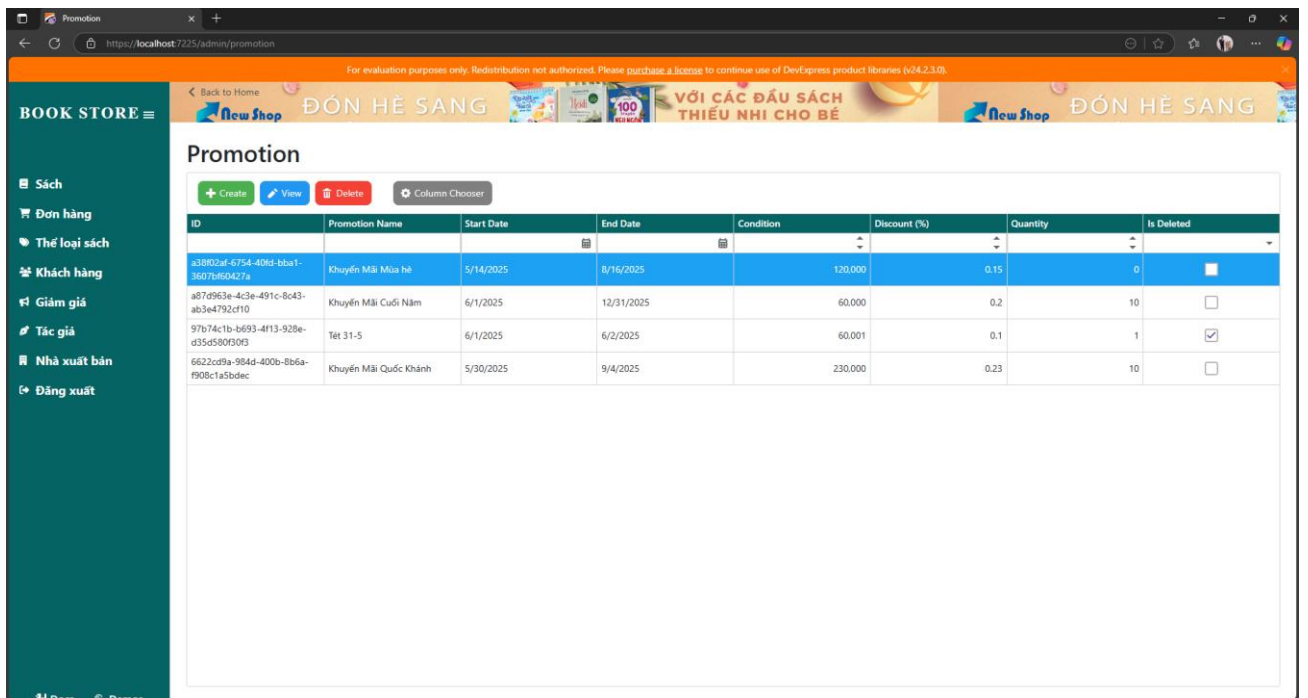 Promotion
https://localhost:7225/admin/promotion
For evaluation purposes only. Redistribution not authorized. Please purchase a license to continue use of DevExpress product libraries (v24.2.3.0).
BOOK STORE
Back to Home
New Shop
ĐÓN HÈ SANG
Heidi
100
VỚI CÁC ĐẦU SÁCH
THIẾU NHI CHO BÉ
New Shop
ĐÓN HÈ SANG
Promotion
Create View Delete Column Chooser
Sách
Đơn hàng
Thể loại sách
Khách hàng
Giảm giá
Tác giả
Nhà xuất bản
Đăng xuất
ID Promotion Name Start Date End Date Condition Discount (%) Quantity Is Deleted
a38f02af-6754-40fd-bba1-
3607bf60427a Khuyến Mãi Mùa hè 5/14/2025 8/16/2025 120,000 0.15 0
a87d963e-4c3e-491c-8c43-
ab3e4792cf10 Khuyến Mãi Cuối Năm 6/1/2025 12/31/2025 60,000 0.2 10
97b74c1b-b693-4f13-928e-
d35d580f30f3 Tét 31-5 6/1/2025 6/2/2025 60,001 0.1 1
6622cd9a-984d-400b-8b6a-
f908c1a5bdec Khuyến Mãi Quốc Khánh 5/30/2025 9/4/2025 230,000 0.23 10